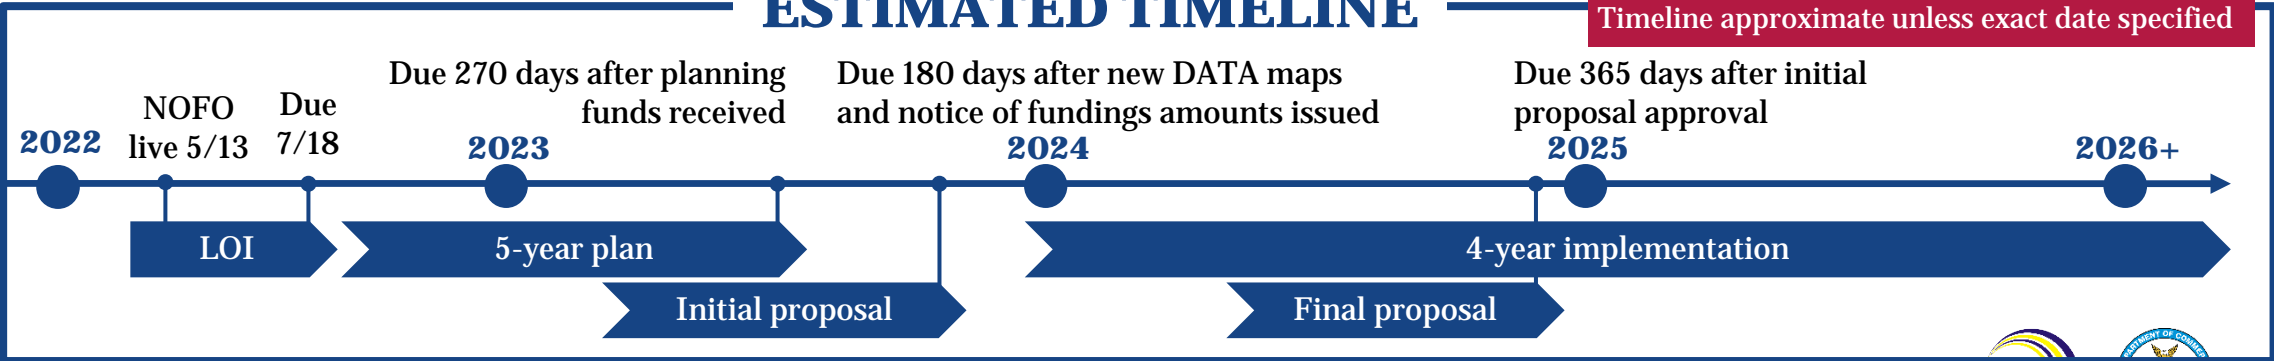 ESTIMATED TIMELINE
Timeline approximate unless exact date specified
NOFO
live 5/13
Due
7/18
Due 270 days after planning
funds received
Due 180 days after new DATA maps
and notice of fundings amounts issued
Due 365 days after initial
proposal approval
2022
2023
2024
2025
2026+
LOI
5-year plan
4-year implementation
Initial proposal
Final proposal